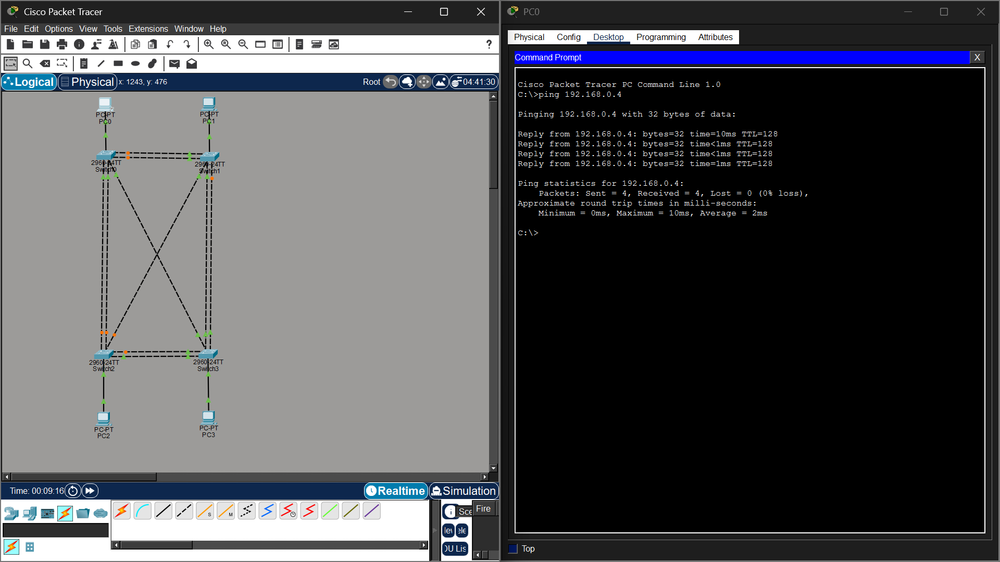 Cisco Packet Tracer
File Edit Options View Tools Extensions Window Help
?
Logical Physical x: 1243, y: 476 Root 04:41:30
PC-PT
PC0
PC-PT
PC1
2960-24TT
Switch0
2960-24TT
Switch1
2960-24TT
Switch2
2960-24TT
Switch3
PC-PT
PC2
PC-PT
PC3
Time: 00:09:16 Realtime Simulation
S M
i Sce Fire
ele
OU Lis
PC0
Physical Config Desktop Programming Attributes
Command Prompt X
Cisco Packet Tracer PC Command Line 1.0
C:\>ping 192.168.0.4
Pinging 192.168.0.4 with 32 bytes of data:
Reply from 192.168.0.4: bytes=32 time=10ms TTL=128
Reply from 192.168.0.4: bytes=32 time<1ms TTL=128
Reply from 192.168.0.4: bytes=32 time<1ms TTL=128
Reply from 192.168.0.4: bytes=32 time=1ms TTL=128
Ping statistics for 192.168.0.4:
Packets: Sent = 4, Received = 4, Lost = 0 (0% loss),
Approximate round trip times in milli-seconds:
Minimum = 0ms, Maximum = 10ms, Average = 2ms
C:\>
Top